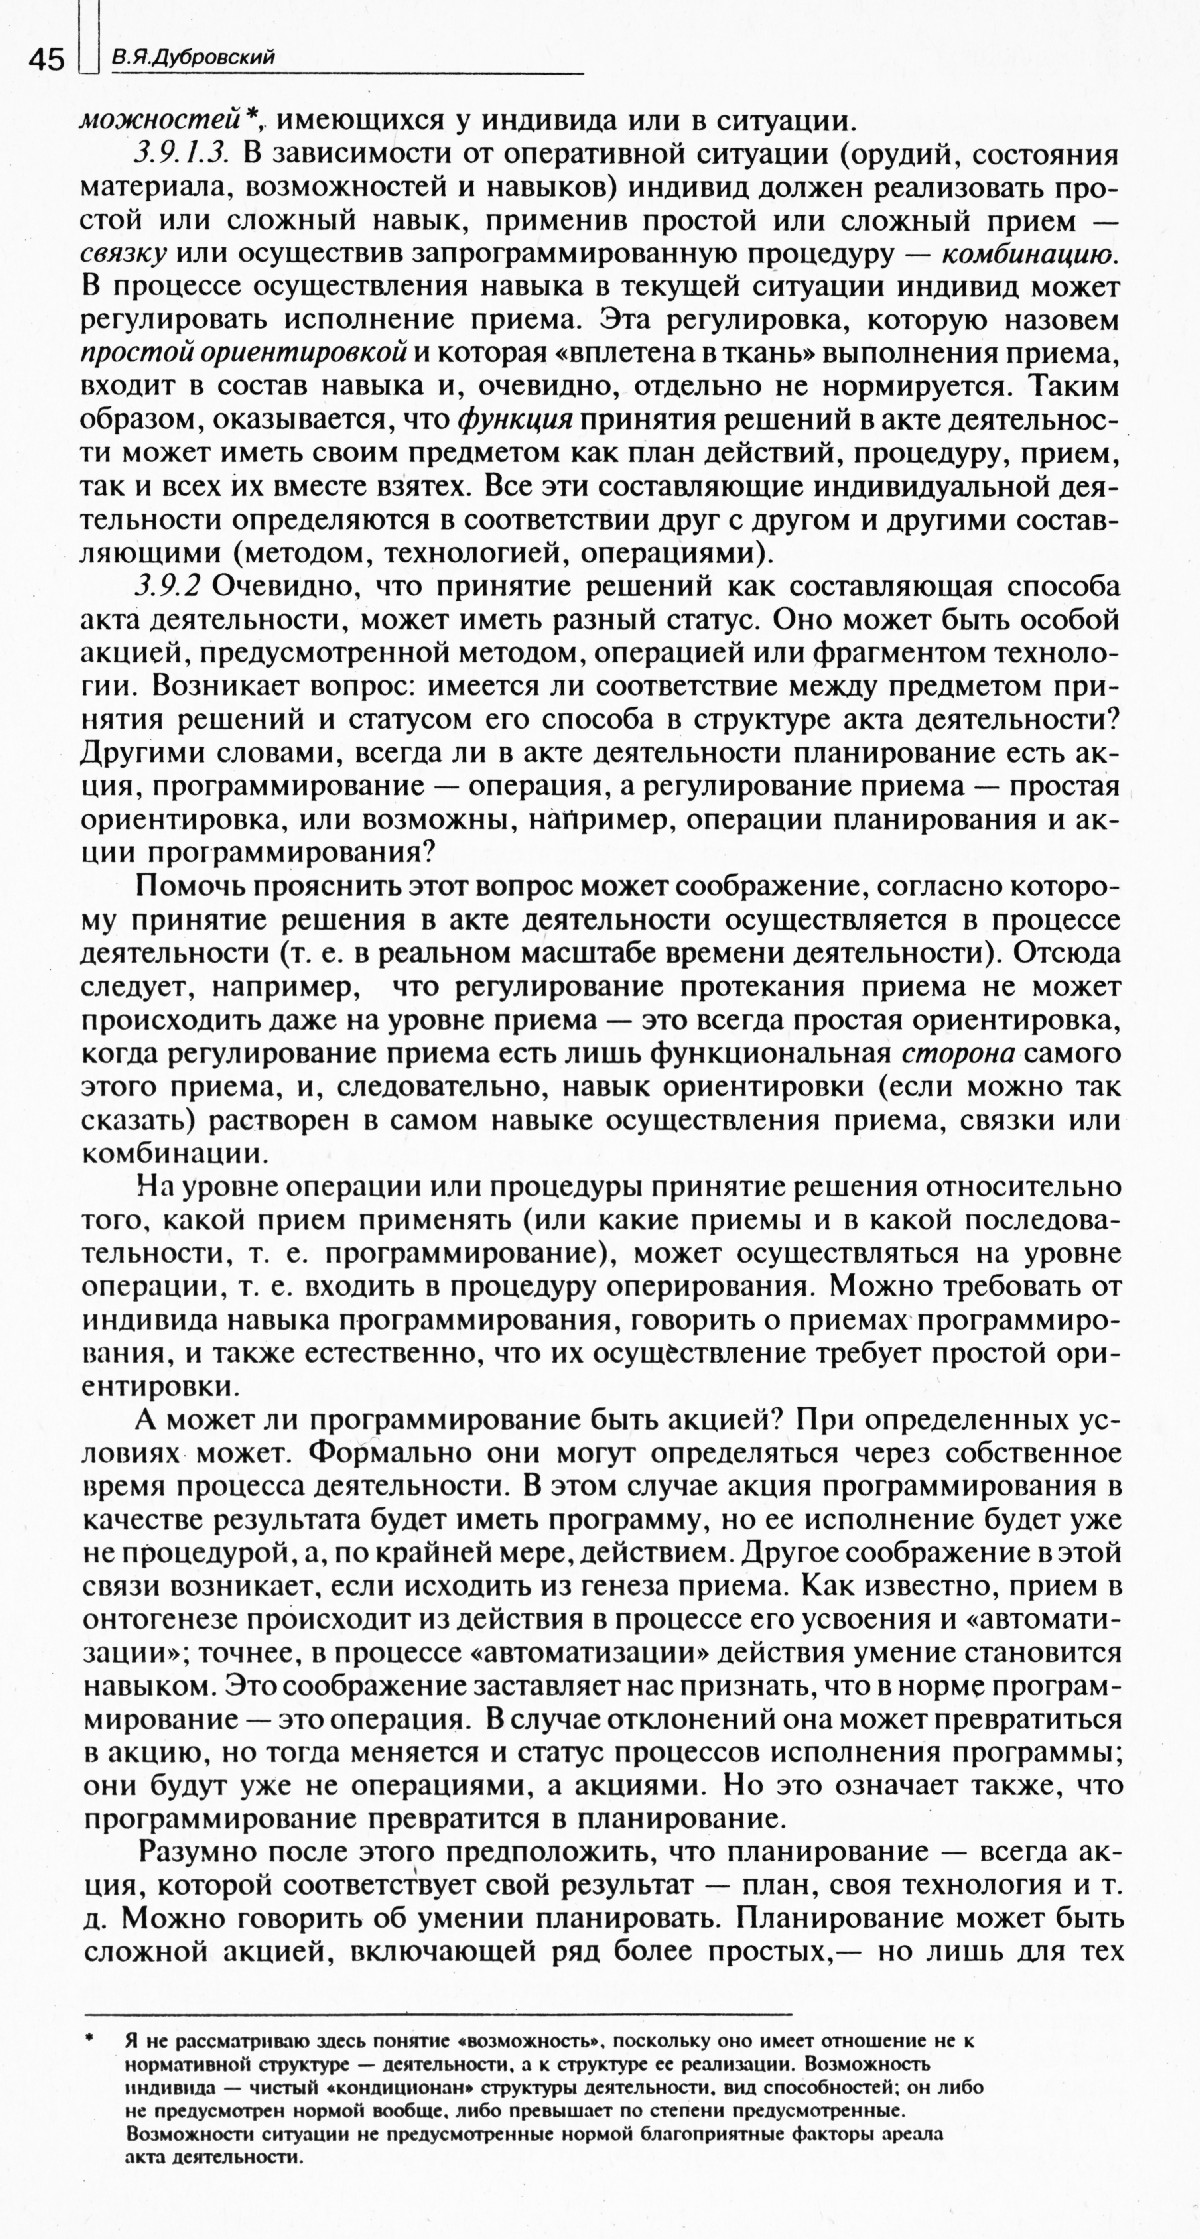 45
В.Я.Дубровский
можностей*, имеющихся у индивида или в ситуации.
3.9.1.3. В зависимости от оперативной ситуации (орудий, состояния
материала, возможностей и навыков) индивид должен реализовать про-
стой или сложный навык, применив простой или сложный прием —
связку или осуществив запрограммированную процедуру — комбинацию.
В процессе осуществления навыка в текущей ситуации индивид может
регулировать исполнение приема. Эта регулировка, которую назовем
простой ориентировкой и которая «вплетена в ткань» выполнения приема,
входит в состав навыка и, очевидно, отдельно не нормируется. Таким
образом, оказывается, что функция принятия решений в акте деятельнос-
ти может иметь своим предметом как план действий, процедуру, прием,
так и всех их вместе взятех. Все эти составляющие индивидуальной дея-
тельности определяются в соответствии друг с другом и другими состав-
ляющими (методом, технологией, операциями).
3.9.2 Очевидно, что принятие решений как составляющая способа
акта деятельности, может иметь разный статус. Оно может быть особой
акцией, предусмотренной методом, операцией или фрагментом техноло-
гии. Возникает вопрос: имеется ли соответствие между предметом при-
нятия решений и статусом его способа в структуре акта деятельности?
Другими словами, всегда ли в акте деятельности планирование есть ак-
ция, программирование — операция, а регулирование приема — простая
ориентировка, или возможны, например, операции планирования и ак-
ции программирования?
Помочь прояснить этот вопрос может соображение, согласно которо-
му принятие решения в акте деятельности осуществляется в процессе
деятельности (т. е. в реальном масштабе времени деятельности). Отсюда
следует, например, что регулирование протекания приема не может
происходить даже на уровне приема — это всегда простая ориентировка,
когда регулирование приема есть лишь функциональная сторона самого
этого приема, и, следовательно, навык ориентировки (если можно так
сказать) растворен в самом навыке осуществления приема, связки или
комбинации.
На уровне операции или процедуры принятие решения относительно
того, какой прием применять (или какие приемы и в какой последова-
тельности, т. е. программирование), может осуществляться на уровне
операции, т. е. входить в процедуру оперирования. Можно требовать от
индивида навыка программирования, говорить о приемах программиро-
вания, и также естественно, что их осуществление требует простой ори-
ентировки.
А может ли программирование быть акцией? При определенных ус-
ловиях может. Формально они могут определяться через собственное
время процесса деятельности. В этом случае акция программирования в
качестве результата будет иметь программу, но ее исполнение будет уже
не процедурой, а, по крайней мере, действием. Другое соображение в этой
связи возникает, если исходить из генеза приема. Как известно, прием в
онтогенезе происходит из действия в процессе его усвоения и «автомати-
зации»; точнее, в процессе «автоматизации» действия умение становится
навыком. Это соображение заставляет нас признать, что в норме програм-
мирование — это операция. В случае отклонений она может превратиться
в акцию, но тогда меняется и статус процессов исполнения программы;
они будут уже не операциями, а акциями. Но это означает также, что
программирование превратится в планирование.
Разумно после этого предположить, что планирование — всегда ак-
ция, которой соответствует свой результат — план, своя технология и т.
д. Можно говорить об умении планировать. Планирование может быть
сложной акцией, включающей ряд более простых,— но лишь для тех
* Я не рассматриваю здесь понятие «возможность», поскольку оно имеет отношение не к
нормативной структуре — деятельности, а к структуре ее реализации. Возможность
индивида — чистый «кондиционан» структуры деятельности, вид способностей; он либо
не предусмотрен нормой вообще, либо превышает по степени предусмотренные.
Возможности ситуации не предусмотренные нормой благоприятные факторы ареала
акта деятельности.